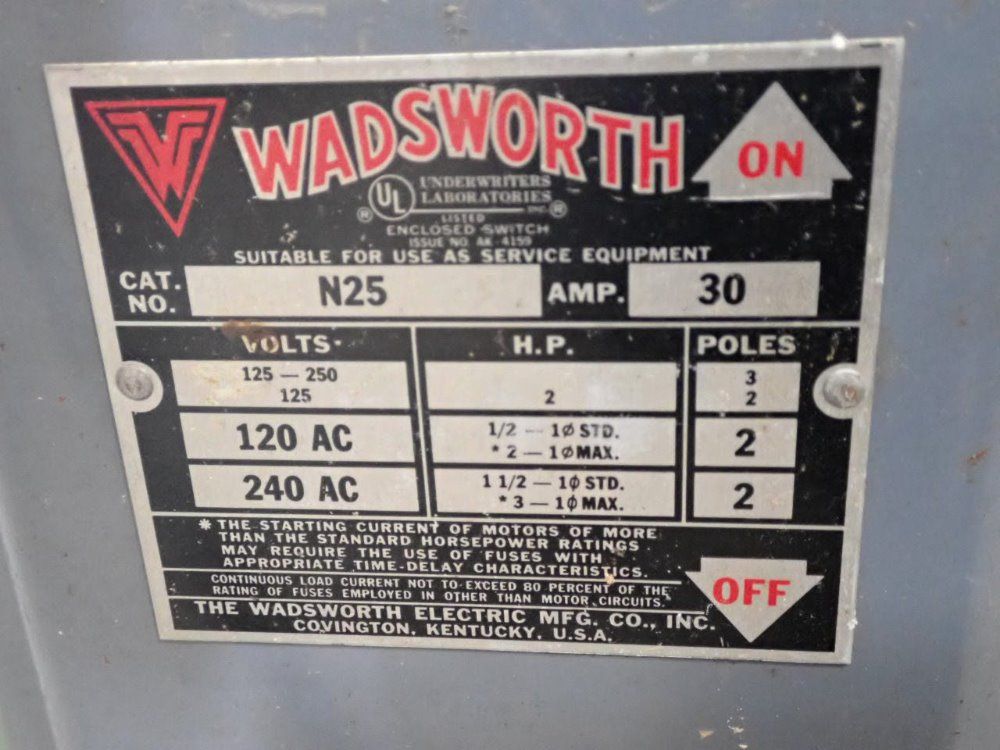 W
WADSWORTH
ON
UL
UNDERWRITERS
LABORATORIES
INC.
® ®
LISTED
ENCLOSED SWITCH
ISSUE NO. AK-4159
SUITABLE FOR USE AS SERVICE EQUIPMENT
CAT. NO. N25 AMP. 30
VOLTS H.P. POLES
125 — 250 3
125 2 2
120 AC 1/2 — 1ø STD. 2
* 2 — 1ø MAX.
240 AC 1 1/2 — 1ø STD. 2
* 3 — 1ø MAX.
* THE STARTING CURRENT OF MOTORS OF MORE
THAN THE STANDARD HORSEPOWER RATINGS
MAY REQUIRE THE USE OF FUSES WITH
APPROPRIATE TIME-DELAY CHARACTERISTICS.
CONTINUOUS LOAD CURRENT NOT TO EXCEED 80 PERCENT OF THE
RATING OF FUSES EMPLOYED IN OTHER THAN MOTOR CIRCUITS.
OFF
THE WADSWORTH ELECTRIC MFG. CO., INC.
COVINGTON, KENTUCKY, U.S.A.